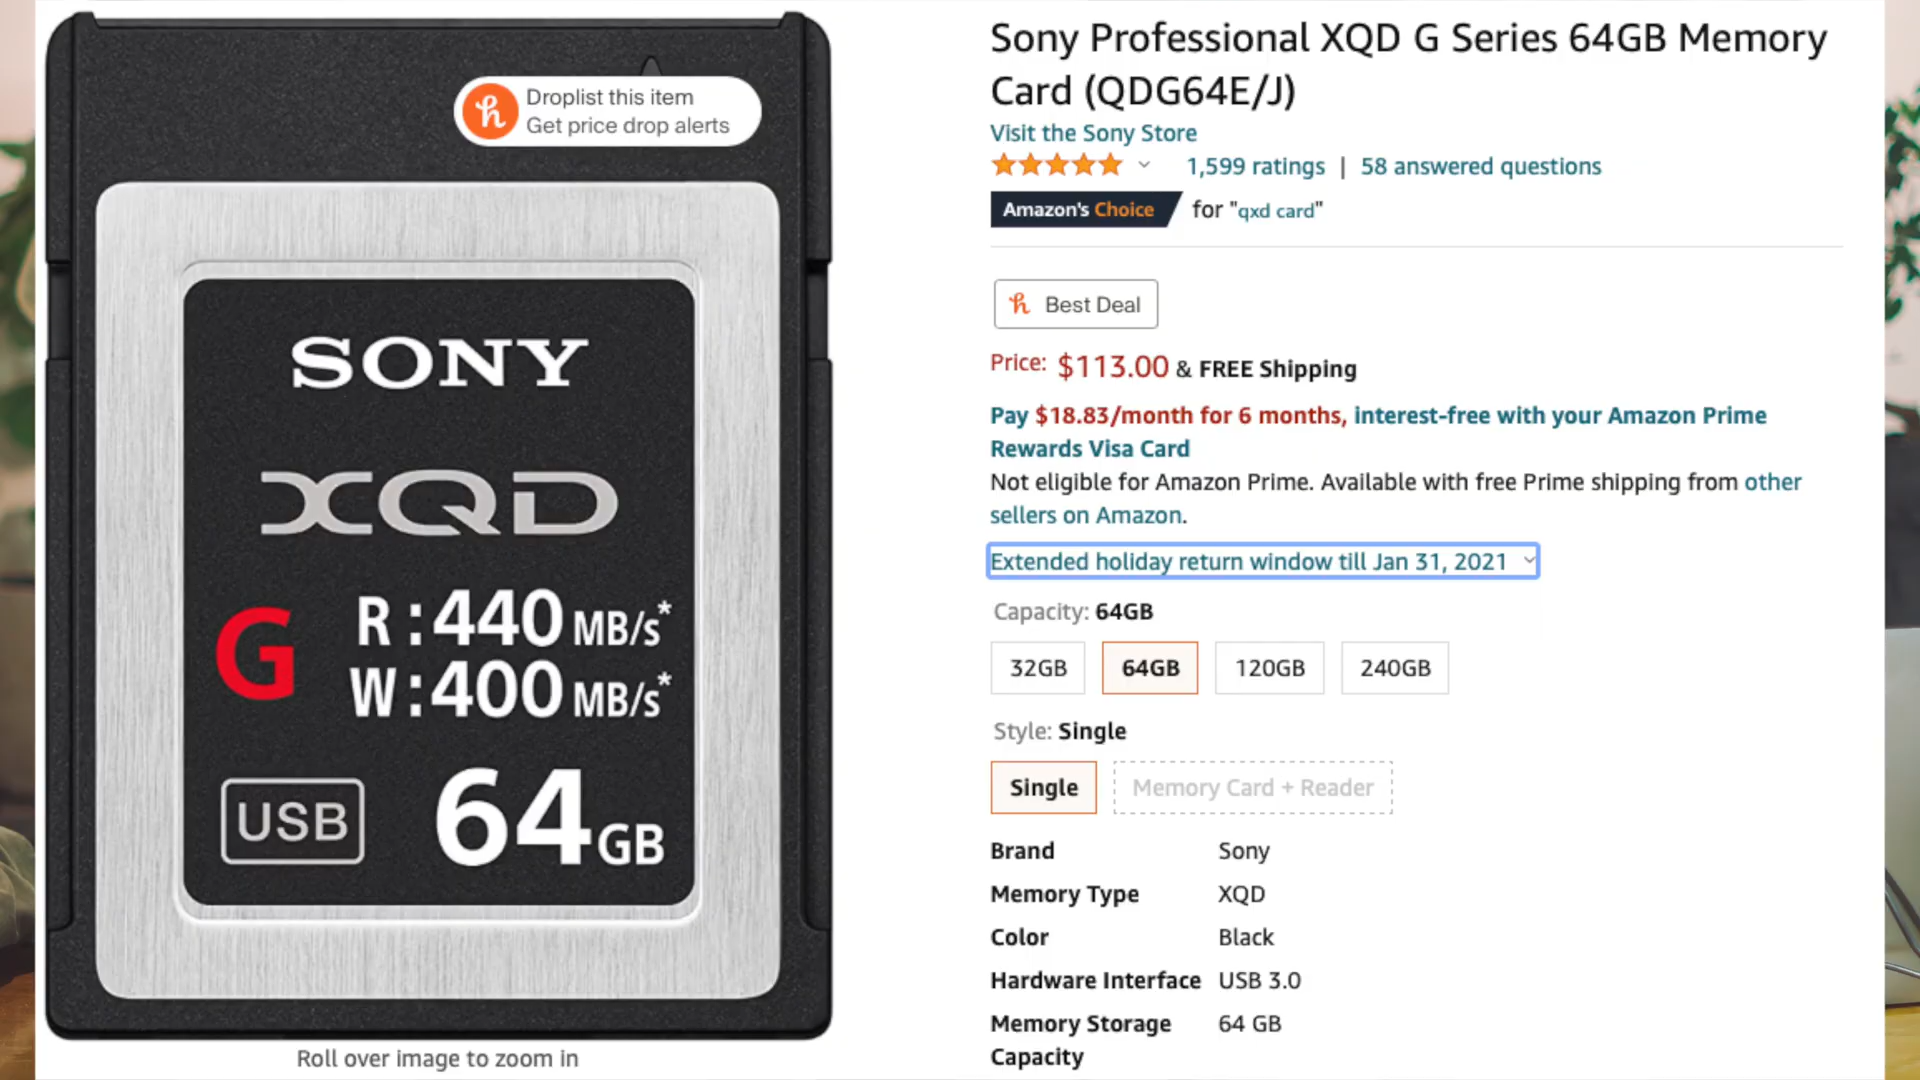 Droplist this item
Get price drop alerts
SONY
XQD
G
R : 440 MB/s*
W : 400 MB/s*
USB
64GB
Roll over image to zoom in
Sony Professional XQD G Series 64GB Memory
Card (QDG64E/J)
Visit the Sony Store
1,599 ratings | 58 answered questions
Amazon's Choice for "qxd card"
Best Deal
Price: $113.00 & FREE Shipping
Pay $18.83/month for 6 months, interest-free with your Amazon Prime
Rewards Visa Card
Not eligible for Amazon Prime. Available with free Prime shipping from other
sellers on Amazon.
Extended holiday return window till Jan 31, 2021
Capacity: 64GB
32GB 64GB 120GB 240GB
Style: Single
Single Memory Card + Reader
Brand Sony
Memory Type XQD
Color Black
Hardware Interface USB 3.0
Memory Storage 64 GB
Capacity